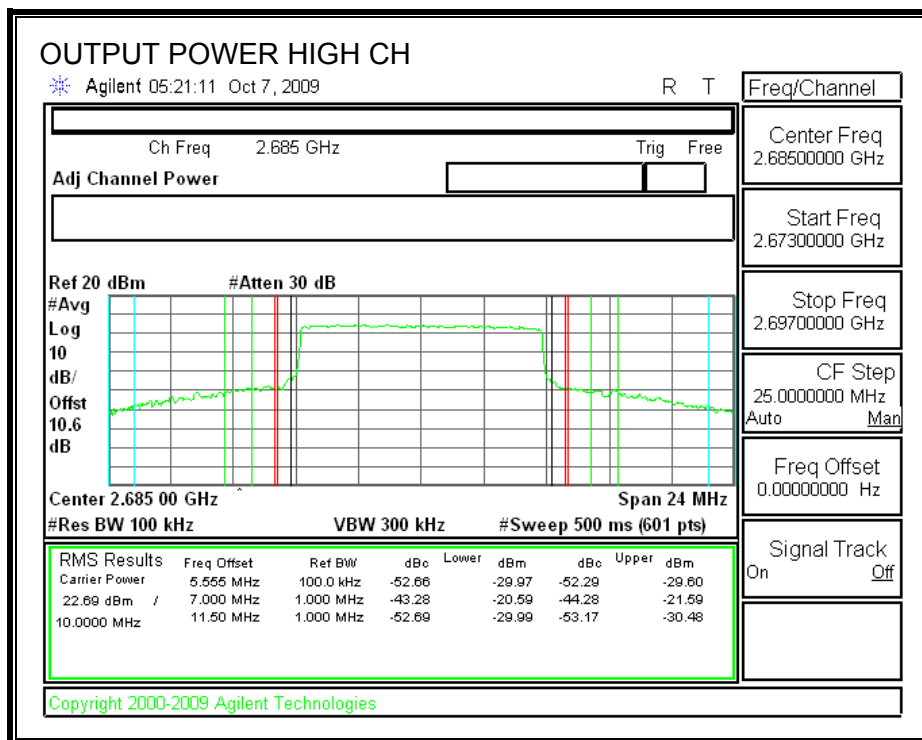 OUTPUT POWER HIGH CH
Agilent 05:21:11 Oct 7, 2009 R T
Freq/Channel
Ch Freq 2.685 GHz Trig Free
Adj Channel Power
Center Freq
2.68500000 GHz
Start Freq
2.67300000 GHz
Stop Freq
2.69700000 GHz
CF Step
25.0000000 MHz
Auto Man
Freq Offset
0.00000000 Hz
Signal Track
On Off
Ref 20 dBm #Atten 30 dB
#Avg
Log
10
dB/
Offst
10.6
dB
Center 2.685 00 GHz Span 24 MHz
#Res BW 100 kHz VBW 300 kHz #Sweep 500 ms (601 pts)
RMS Results Freq Offset Ref BW dBc Lower dBm dBc Upper dBm
Carrier Power 5.555 MHz 100.0 kHz -52.66 -29.97 -52.29 -29.60
22.69 dBm / 7.000 MHz 1.000 MHz -43.28 -20.59 -44.28 -21.59
10.0000 MHz 11.50 MHz 1.000 MHz -52.69 -29.99 -53.17 -30.48
Copyright 2000-2009 Agilent Technologies